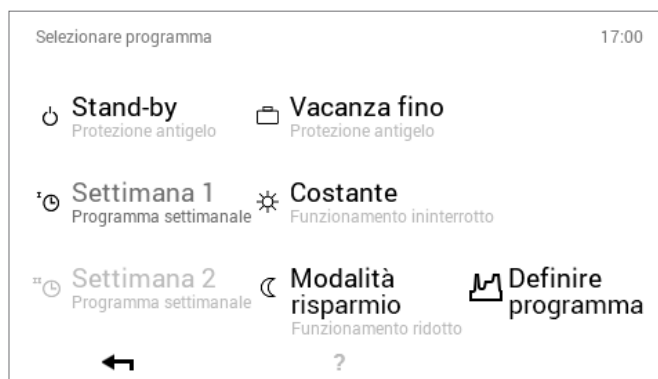 Selezionare programma 17:00
Stand-by
Protezione antigelo
Vacanza fino
Protezione antigelo
I Settimana 1
Programma settimanale
Costante
Funzionamento ininterrotto
II Settimana 2
Programma settimanale
Modalità
risparmio
Funzionamento ridotto
Definire
programma
?